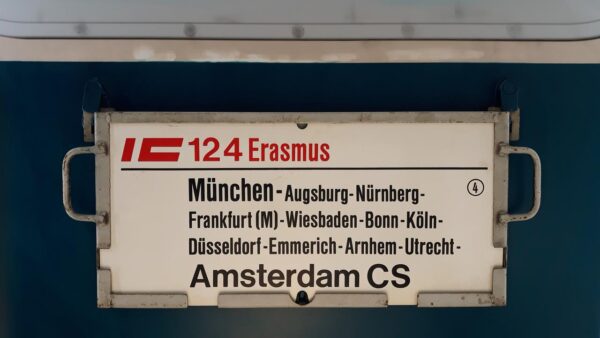 IC 124 Erasmus
München-Augsburg-Nürnberg-
④
Frankfurt (M)-Wiesbaden-Bonn-Köln-
Düsseldorf-Emmerich-Arnhem-Utrecht-
Amsterdam CS